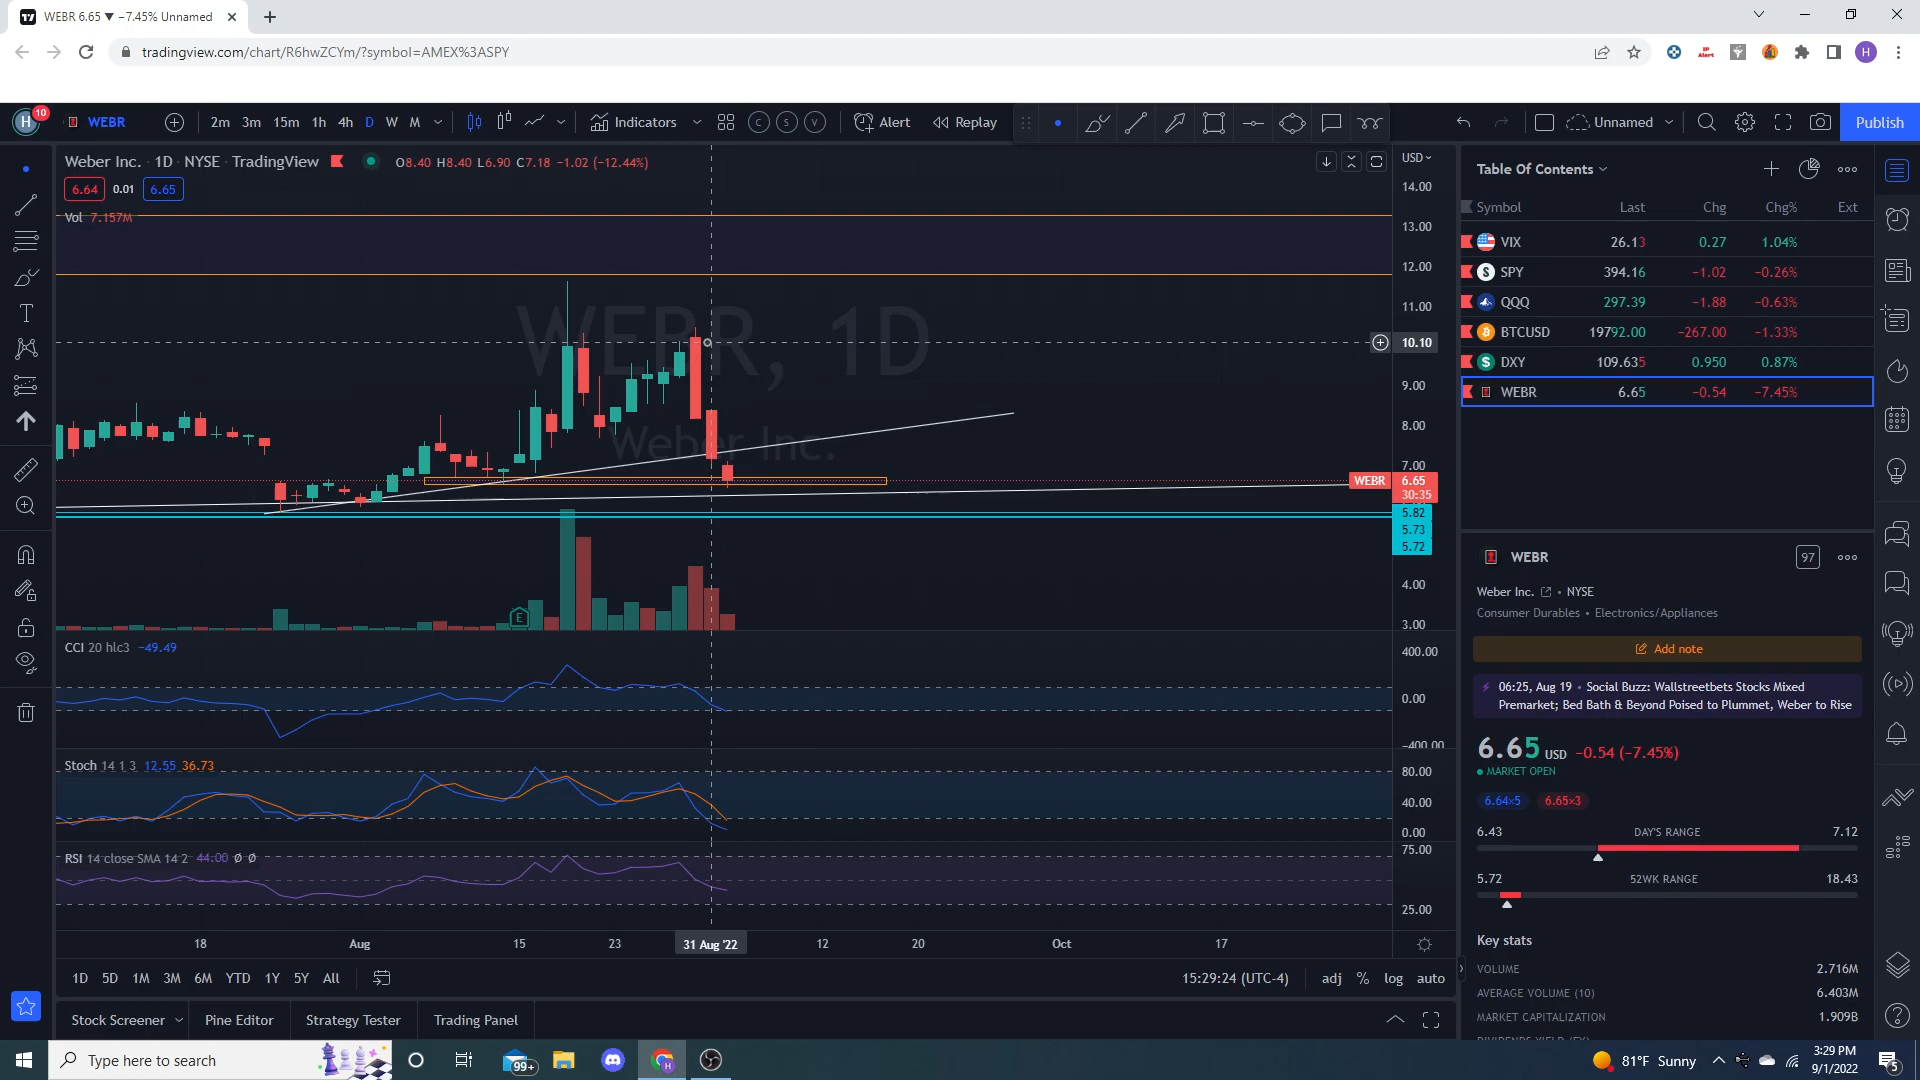 WEBR 6.65 ▼ −7.45% Unnamed
tradingview.com/chart/R6hwZCYm/?symbol=AMEX%3ASPY
IP Alert
H
H 10 WEBR 2m 3m 15m 1h 4h D W M Indicators C S V Alert Replay Unnamed Publish
Weber Inc. · 1D · NYSE · TradingView O8.40 H8.40 L6.90 C7.18 −1.02 (−12.44%)
6.64 0.01 6.65
Vol 7.157M
WEBR, 1D
Weber Inc.
USD
14.00
13.00
12.00
11.00
10.10
9.00
8.00
7.00
WEBR 6.65
30:35
5.82
5.73
5.72
4.00
3.00
E
CCI 20 hlc3 −49.49
400.00
0.00
−400.00
Stoch 14 1 3 12.55 36.73
80.00
40.00
0.00
RSI 14 close SMA 14 2 44.00 Ø Ø
75.00
25.00
18 Aug 15 23 31 Aug '22 12 20 Oct 17
1D 5D 1M 3M 6M YTD 1Y 5Y All
15:29:24 (UTC-4) adj % log auto
Stock Screener Pine Editor Strategy Tester Trading Panel
Table Of Contents
Symbol Last Chg Chg% Ext
VIX 26.13 0.27 1.04%
SPY 394.16 −1.02 −0.26%
QQQ 297.39 −1.88 −0.63%
BTCUSD 19792.00 −267.00 −1.33%
DXY 109.635 0.950 0.87%
WEBR 6.65 −0.54 −7.45%
WEBR 97
Weber Inc. • NYSE
Consumer Durables • Electronics/Appliances
Add note
06:25, Aug 19 • Social Buzz: Wallstreetbets Stocks Mixed
Premarket; Bed Bath & Beyond Poised to Plummet, Weber to Rise
6.65 USD −0.54 (−7.45%)
MARKET OPEN
6.64×5 6.65×3
6.43 DAY'S RANGE 7.12
5.72 52WK RANGE 18.43
Key stats
VOLUME 2.716M
AVERAGE VOLUME (10) 6.403M
MARKET CAPITALIZATION 1.909B
Type here to search
99+
81°F Sunny
3:29 PM
9/1/2022
5